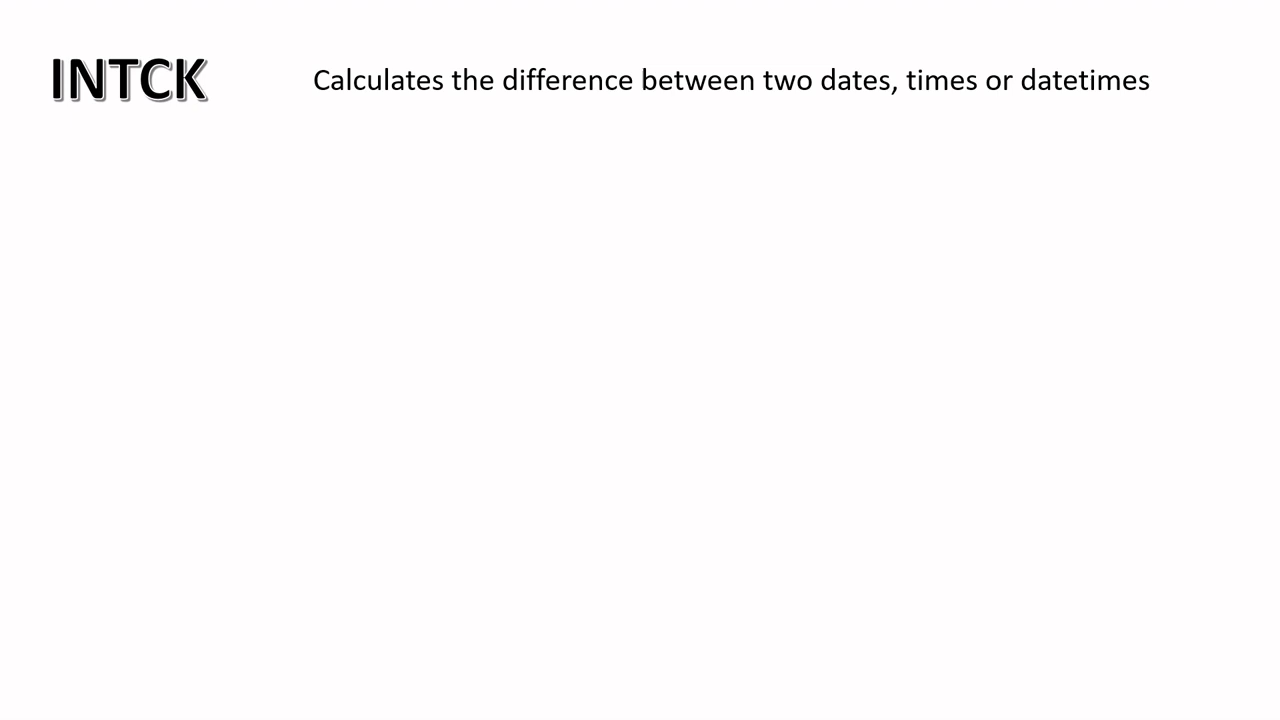 INTCK
Calculates the difference between two dates, times or datetimes